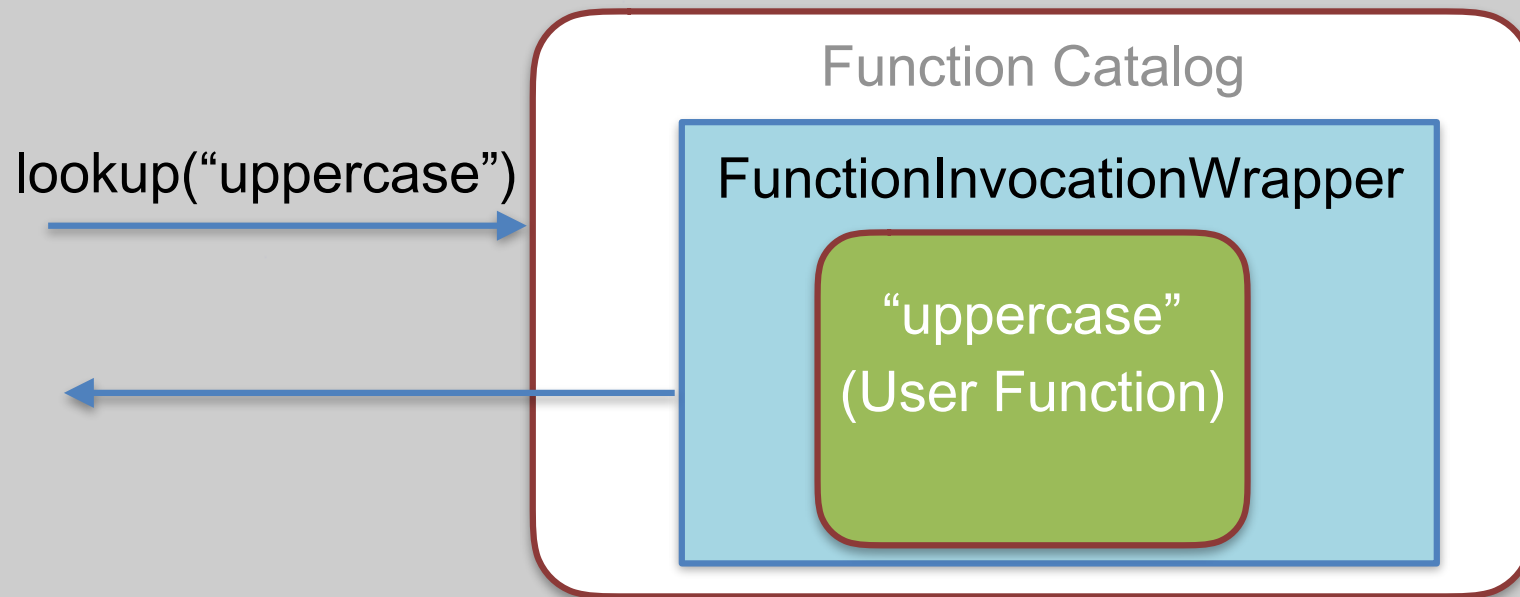 Function Catalog
lookup(“uppercase”)
FunctionInvocationWrapper
“uppercase”
(User Function)